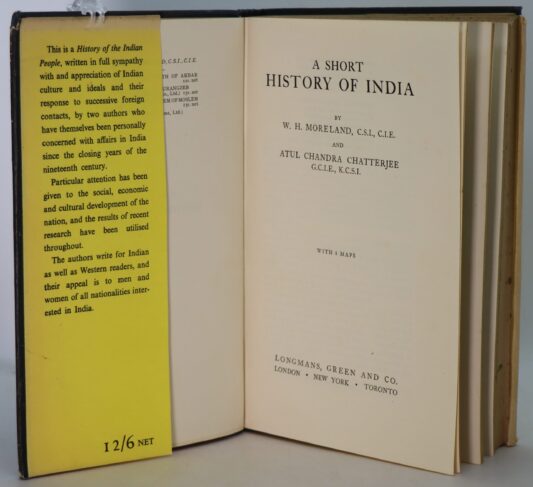 This is a History of the Indian
People, written in full sympathy
with and appreciation of Indian
culture and ideals and their
response to successive foreign
contacts, by two authors who
have themselves been personally
concerned with affairs in India
since the closing years of the
nineteenth century.
Particular attention has been
given to the social, economic
and cultural development of the
nation, and the results of recent
research have been utilised
throughout.
The authors write for Indian
as well as Western readers, and
their appeal is to men and
women of all nationalities inter-
ested in India.
12/6 NET
C.S.I., C.I.E.
OF AKBAR
OF MOSLEM
A SHORT
HISTORY OF INDIA
BY
W. H. MORELAND, C.S.I., C.I.E.
AND
ATUL CHANDRA CHATTERJEE
G.C.I.E., K.C.S.I.
WITH 8 MAPS
LONGMANS, GREEN AND CO.
LONDON • NEW YORK • TORONTO